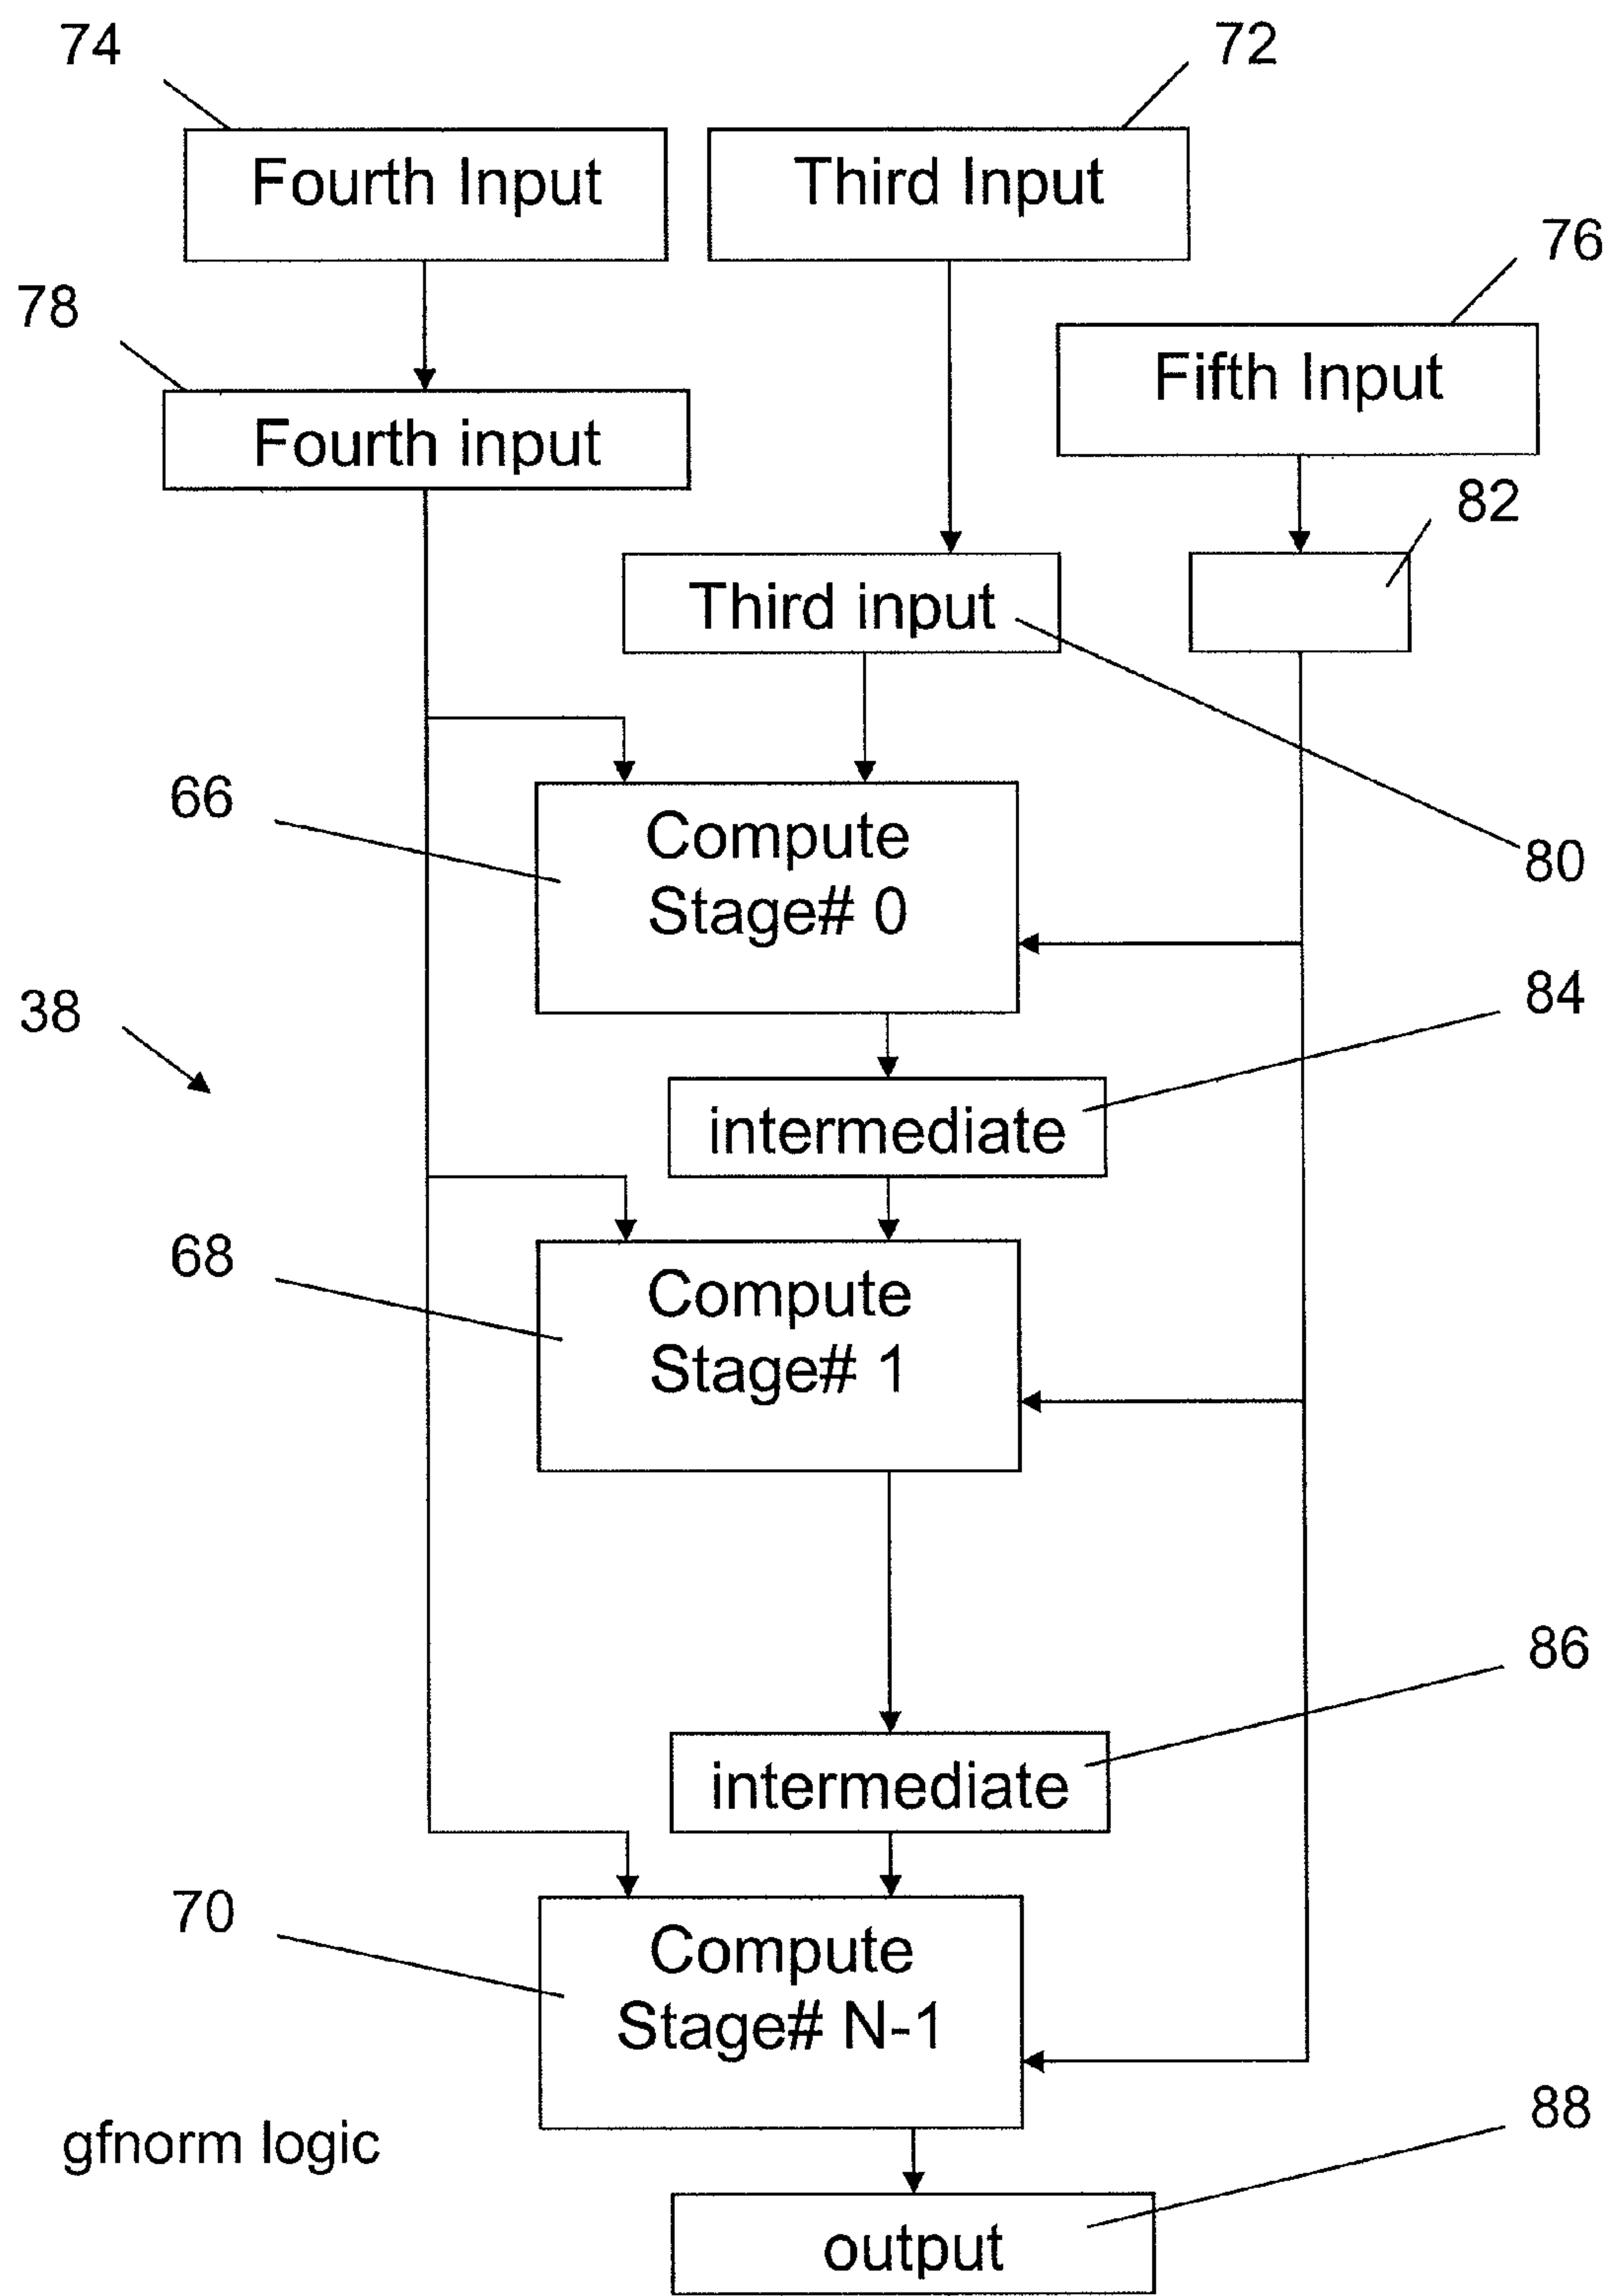 74
72
Fourth Input
Third Input
76
78
Fifth Input
Fourth input
82
Third input
66
Compute
Stage# 0
80
38
84
intermediate
68
Compute
Stage# 1
86
intermediate
70
Compute
Stage# N-1
88
gfnorm logic
output